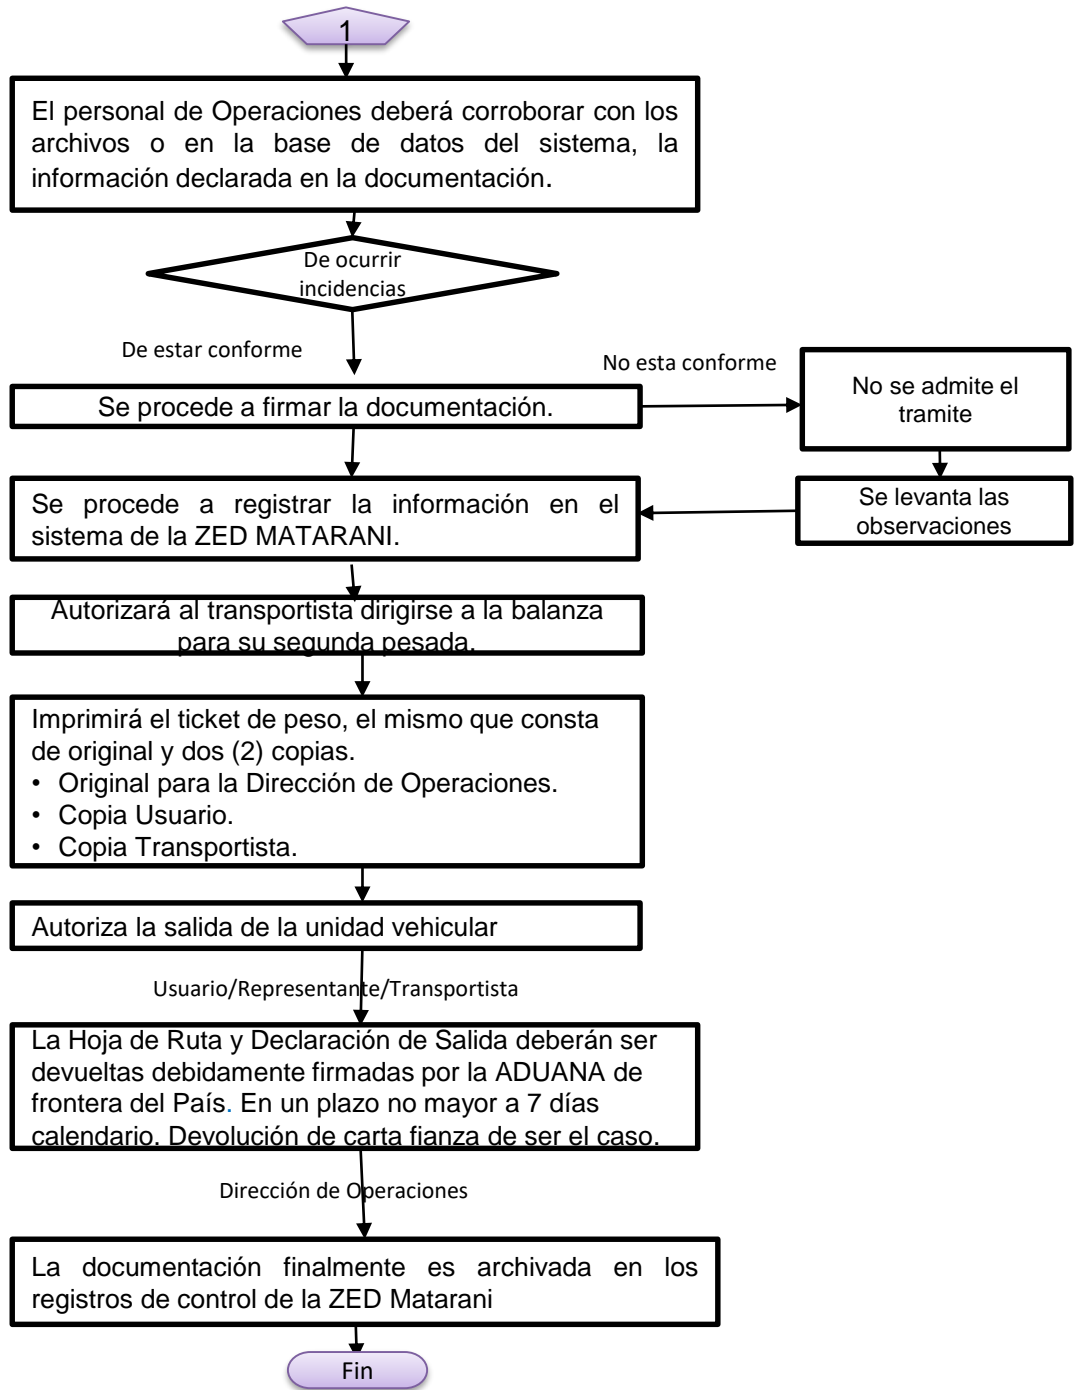 1
El personal de Operaciones deberá corroborar con los
archivos o en la base de datos del sistema, la
información declarada en la documentación.
De ocurrir
incidencias
De estar conforme
No esta conforme
Se procede a firmar la documentación.
No se admite el
tramite
Se procede a registrar la información en el
sistema de la ZED MATARANI.
Se levanta las
observaciones
Autorizará al transportista dirigirse a la balanza
para su segunda pesada.
Imprimirá el ticket de peso, el mismo que consta
de original y dos (2) copias.
• Original para la Dirección de Operaciones.
• Copia Usuario.
• Copia Transportista.
Autoriza la salida de la unidad vehicular
Usuario/Representante/Transportista
La Hoja de Ruta y Declaración de Salida deberán ser
devueltas debidamente firmadas por la ADUANA de
frontera del País. En un plazo no mayor a 7 días
calendario. Devolución de carta fianza de ser el caso.
Dirección de Operaciones
La documentación finalmente es archivada en los
registros de control de la ZED Matarani
Fin